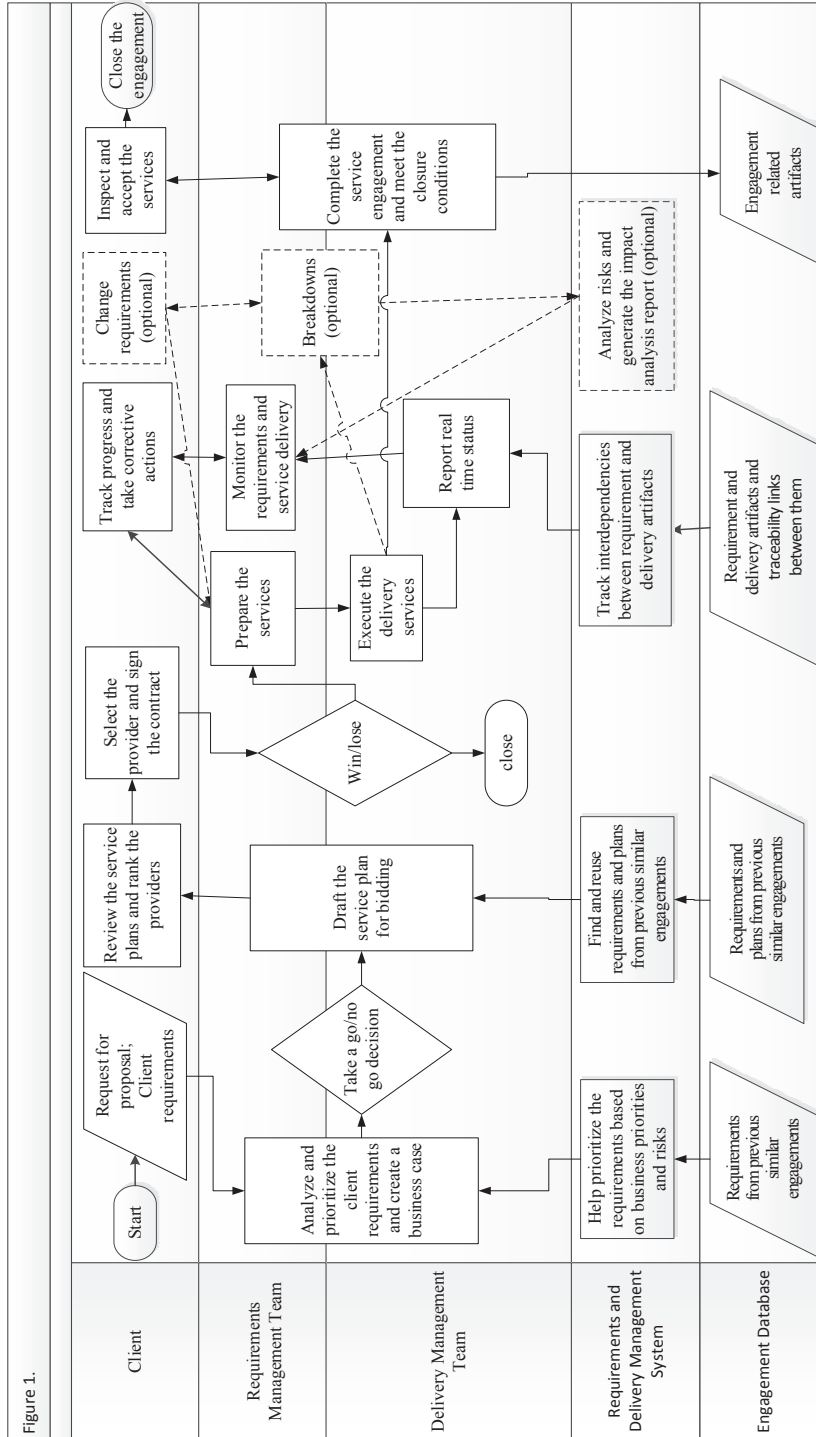 Figure 1.
Client
Start
Request for
proposal;
Client
requirements
Review the service
plans and rank the
providers
Select the
provider and sign
the contract
Track progress and
take corrective
actions
Change
requirements
(optional)
Inspect and
accept the
services
Close the
engagement
Requirements
Management Team
Analyze and
prioritize the
client
requirements
and create a
business case
Take a go/no
go decision
Draft the
service plan
for bidding
Win/lose
close
Prepare the
services
Monitor the
requirements and
service delivery
Breakdowns
(optional)
Complete the
service
engagement
and meet the
closure
conditions
Delivery Management
Team
Execute the
delivery
services
Report real
time status
Requirements and
Delivery Management
System
Help prioritize the
requirements based
on business priorities
and risks
Find and reuse
requirements and plans
from previous similar
engagements
Track interdependencies
between requirement and
delivery artifacts
Analyze risks and
generate the impact
analysis report (optional)
Engagement Database
Requirements
from previous
similar
engagements
Requirements and
plans from previous
similar engagements
Requirement and
delivery artifacts and
traceability links
between them
Engagement
related
artifacts